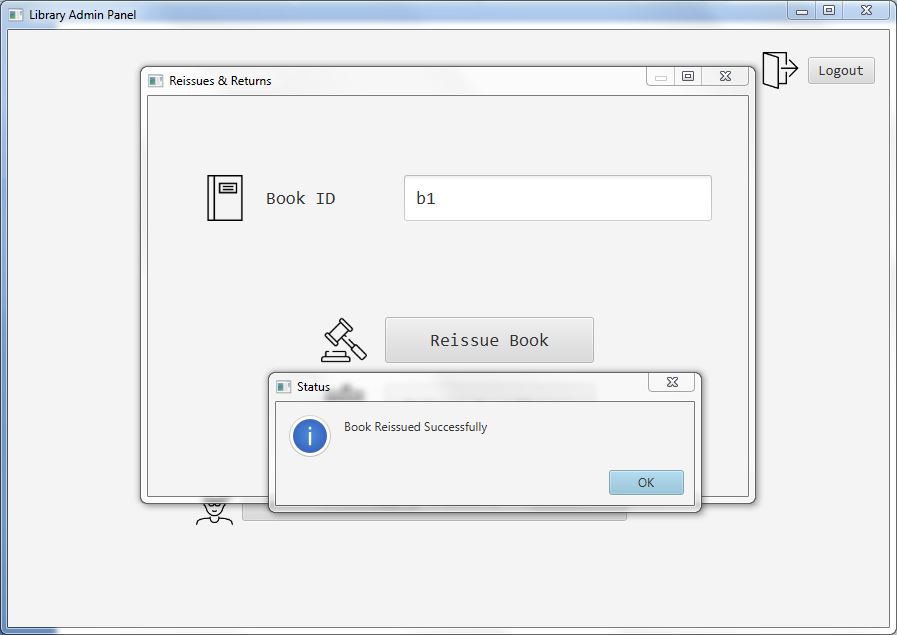 Library Admin Panel
Logout
Reissues & Returns
Book ID
b1
Reissue Book
Status
Book Reissued Successfully
OK